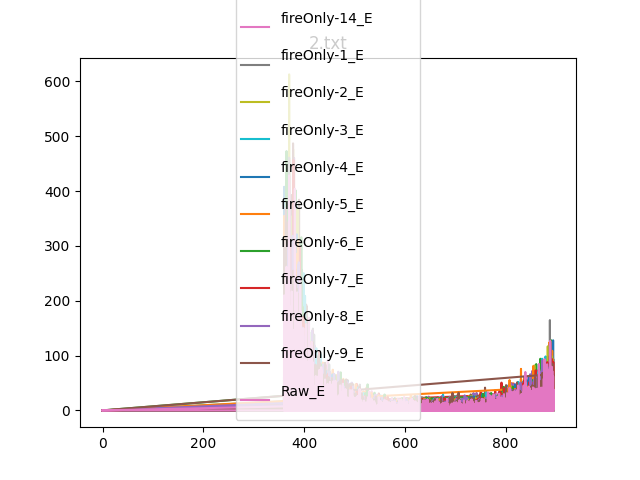 fireOnly-14_E
2.txt
fireOnly-1_E
fireOnly-2_E
fireOnly-3_E
fireOnly-4_E
fireOnly-5_E
fireOnly-6_E
fireOnly-7_E
fireOnly-8_E
fireOnly-9_E
Raw_E
600
500
400
300
200
100
0
0 200 400 600 800